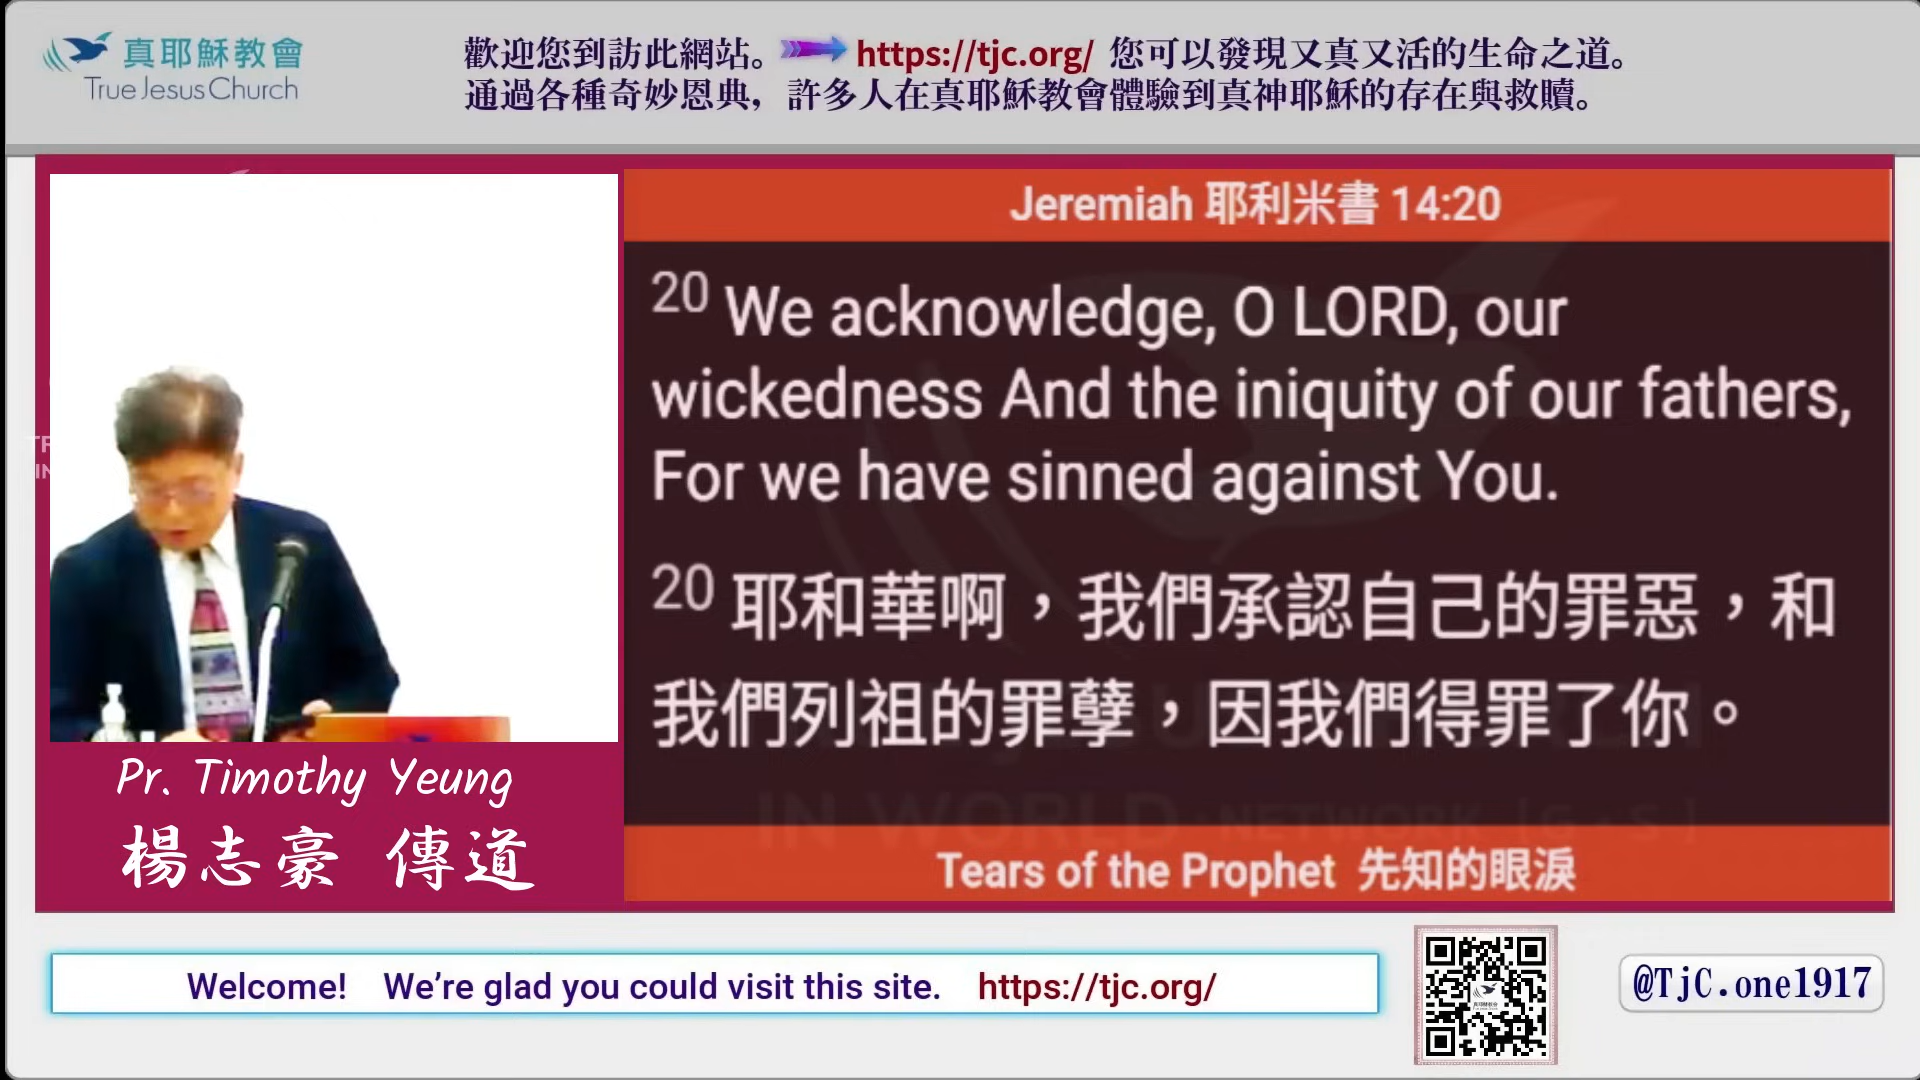 真耶穌教會
True Jesus Church
歡迎您到訪此網站。 https://tjc.org/ 您可以發現又真又活的生命之道。
通過各種奇妙恩典，許多人在真耶穌教會體驗到真神耶穌的存在與救贖。
Jeremiah 耶利米書 14:20
20 We acknowledge, O LORD, our
wickedness And the iniquity of our fathers,
For we have sinned against You.
20 耶和華啊，我們承認自己的罪惡，和
我們列祖的罪孽，因我們得罪了你。
IN WORLD NETWORK (G - S)
Tears of the Prophet 先知的眼淚
Pr. Timothy Yeung
楊志豪 傳道
Welcome! We’re glad you could visit this site. https://tjc.org/
@TjC.one1917